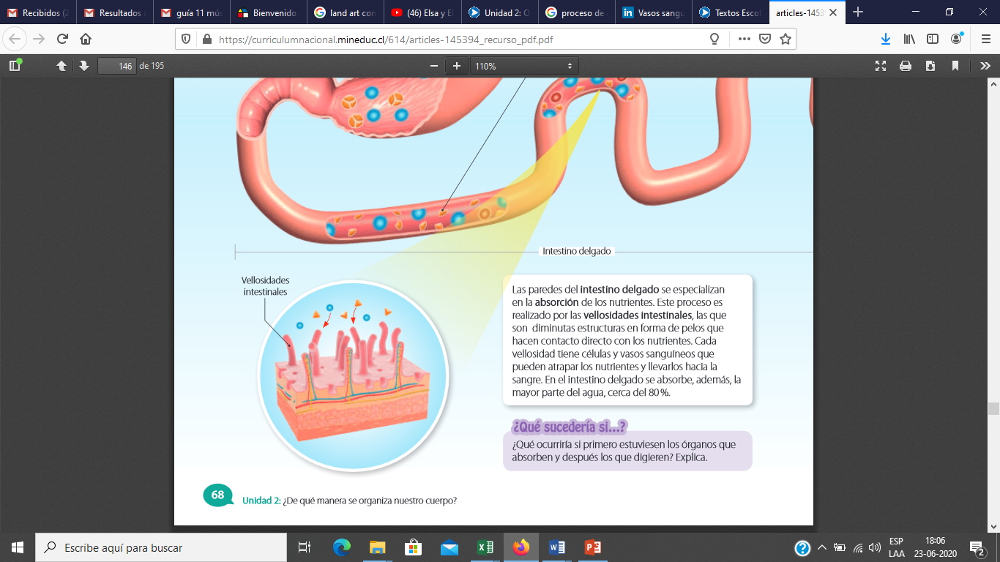 Recibidos (2
Resultados
guía 11 mús
Bienvenido
land art con
(46) Elsa y El
Unidad 2: O
proceso de
Vasos sangu
Textos Escol
articles-1453
https://curriculumnacional.mineduc.cl/614/articles-145394_recurso_pdf.pdf
146 de 195
110%
Intestino delgado
Vellosidades
intestinales
Las paredes del intestino delgado se especializan
en la absorción de los nutrientes. Este proceso es
realizado por las vellosidades intestinales, las que
son diminutas estructuras en forma de pelos que
hacen contacto directo con los nutrientes. Cada
vellosidad tiene células y vasos sanguíneos que
pueden atrapar los nutrientes y llevarlos hacia la
sangre. En el intestino delgado se absorbe, además, la
mayor parte del agua, cerca del 80 %.
¿Qué sucedería si...?
¿Qué ocurriría si primero estuviesen los órganos que
absorben y después los que digieren? Explica.
68
Unidad 2: ¿De qué manera se organiza nuestro cuerpo?
Escribe aquí para buscar
ESP
LAA
18:06
23-06-2020
2